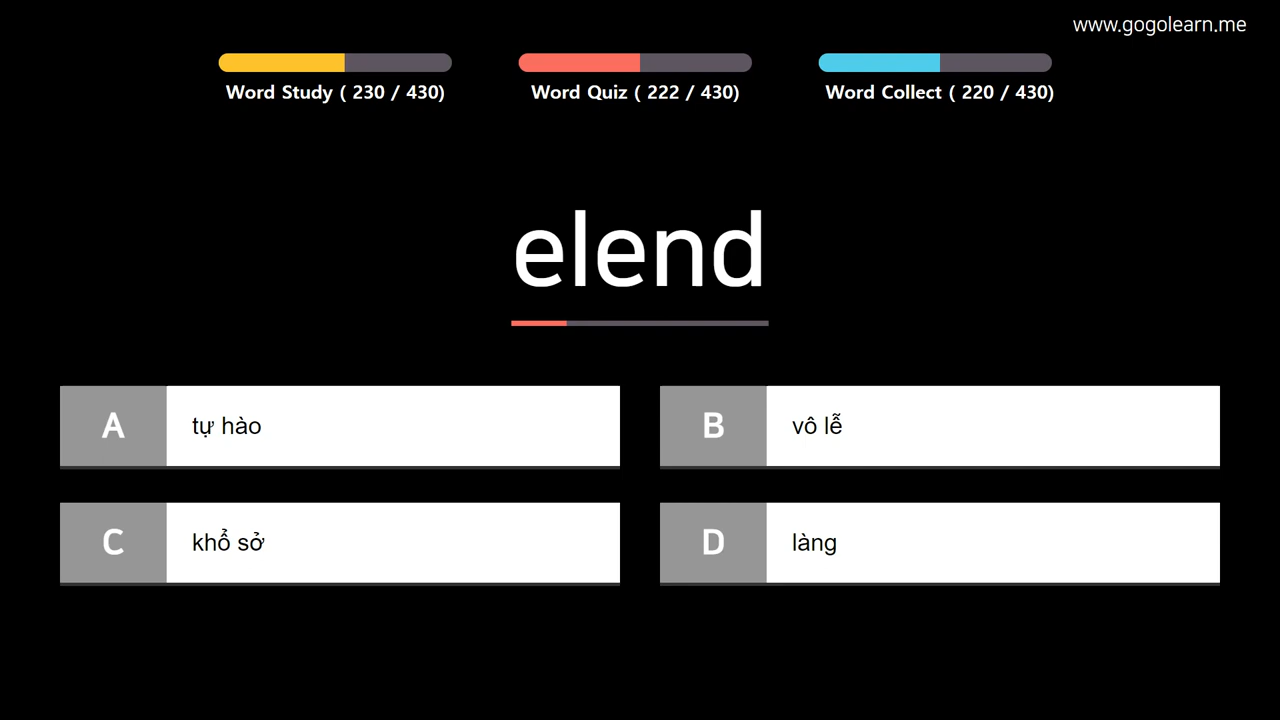 www.gogolearn.me
Word Study ( 230 / 430)
Word Quiz ( 222 / 430)
Word Collect ( 220 / 430)
elend
A
tự hào
B
vô lễ
C
khổ sở
D
làng